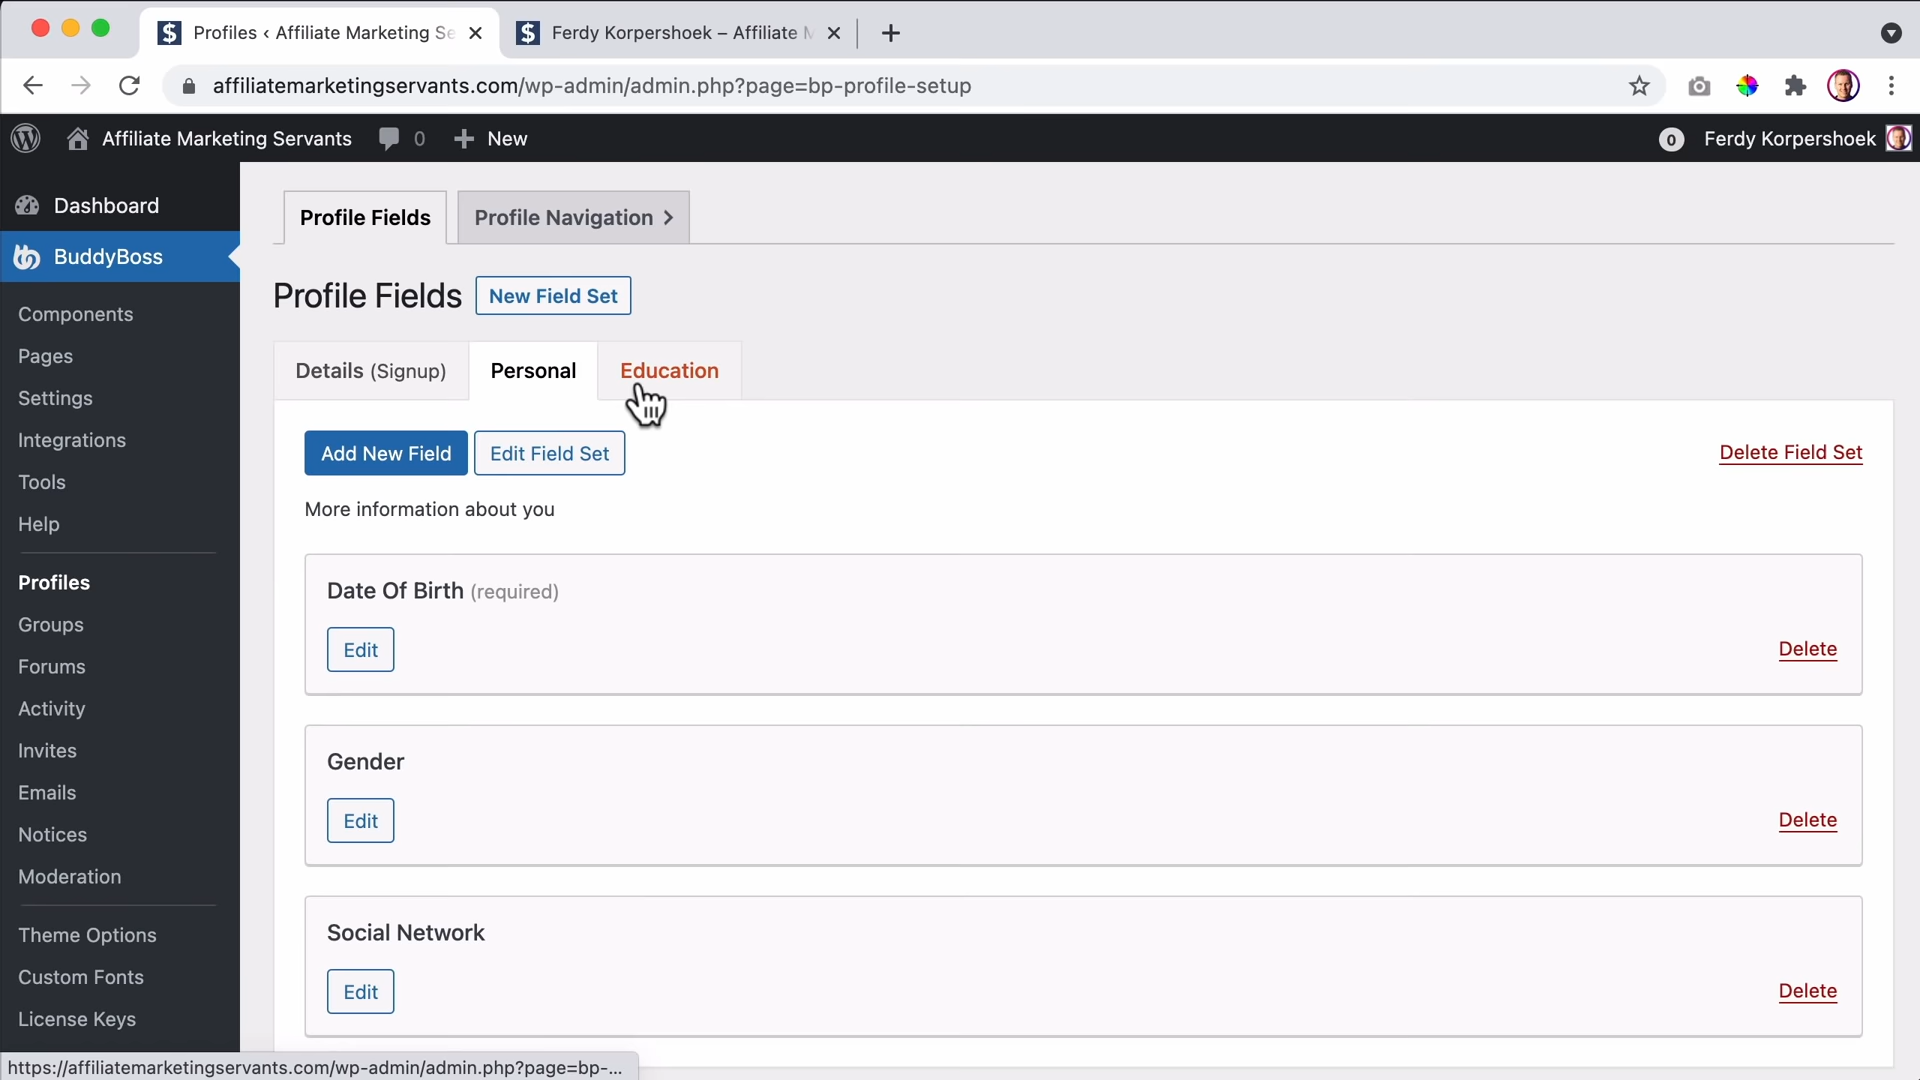 Profiles ‹ Affiliate Marketing Se
Ferdy Korpershoek – Affiliate M
affiliatemarketingservants.com/wp-admin/admin.php?page=bp-profile-setup
Affiliate Marketing Servants
0
New
0
Ferdy Korpershoek
Dashboard
BuddyBoss
Components
Pages
Settings
Integrations
Tools
Help
Profiles
Groups
Forums
Activity
Invites
Emails
Notices
Moderation
Theme Options
Custom Fonts
License Keys
Profile Fields
Profile Navigation
Profile Fields
New Field Set
Details (Signup)
Personal
Education
Add New Field
Edit Field Set
Delete Field Set
More information about you
Date Of Birth (required)
Edit
Delete
Gender
Edit
Delete
Social Network
Edit
Delete
https://affiliatemarketingservants.com/wp-admin/admin.php?page=bp-...